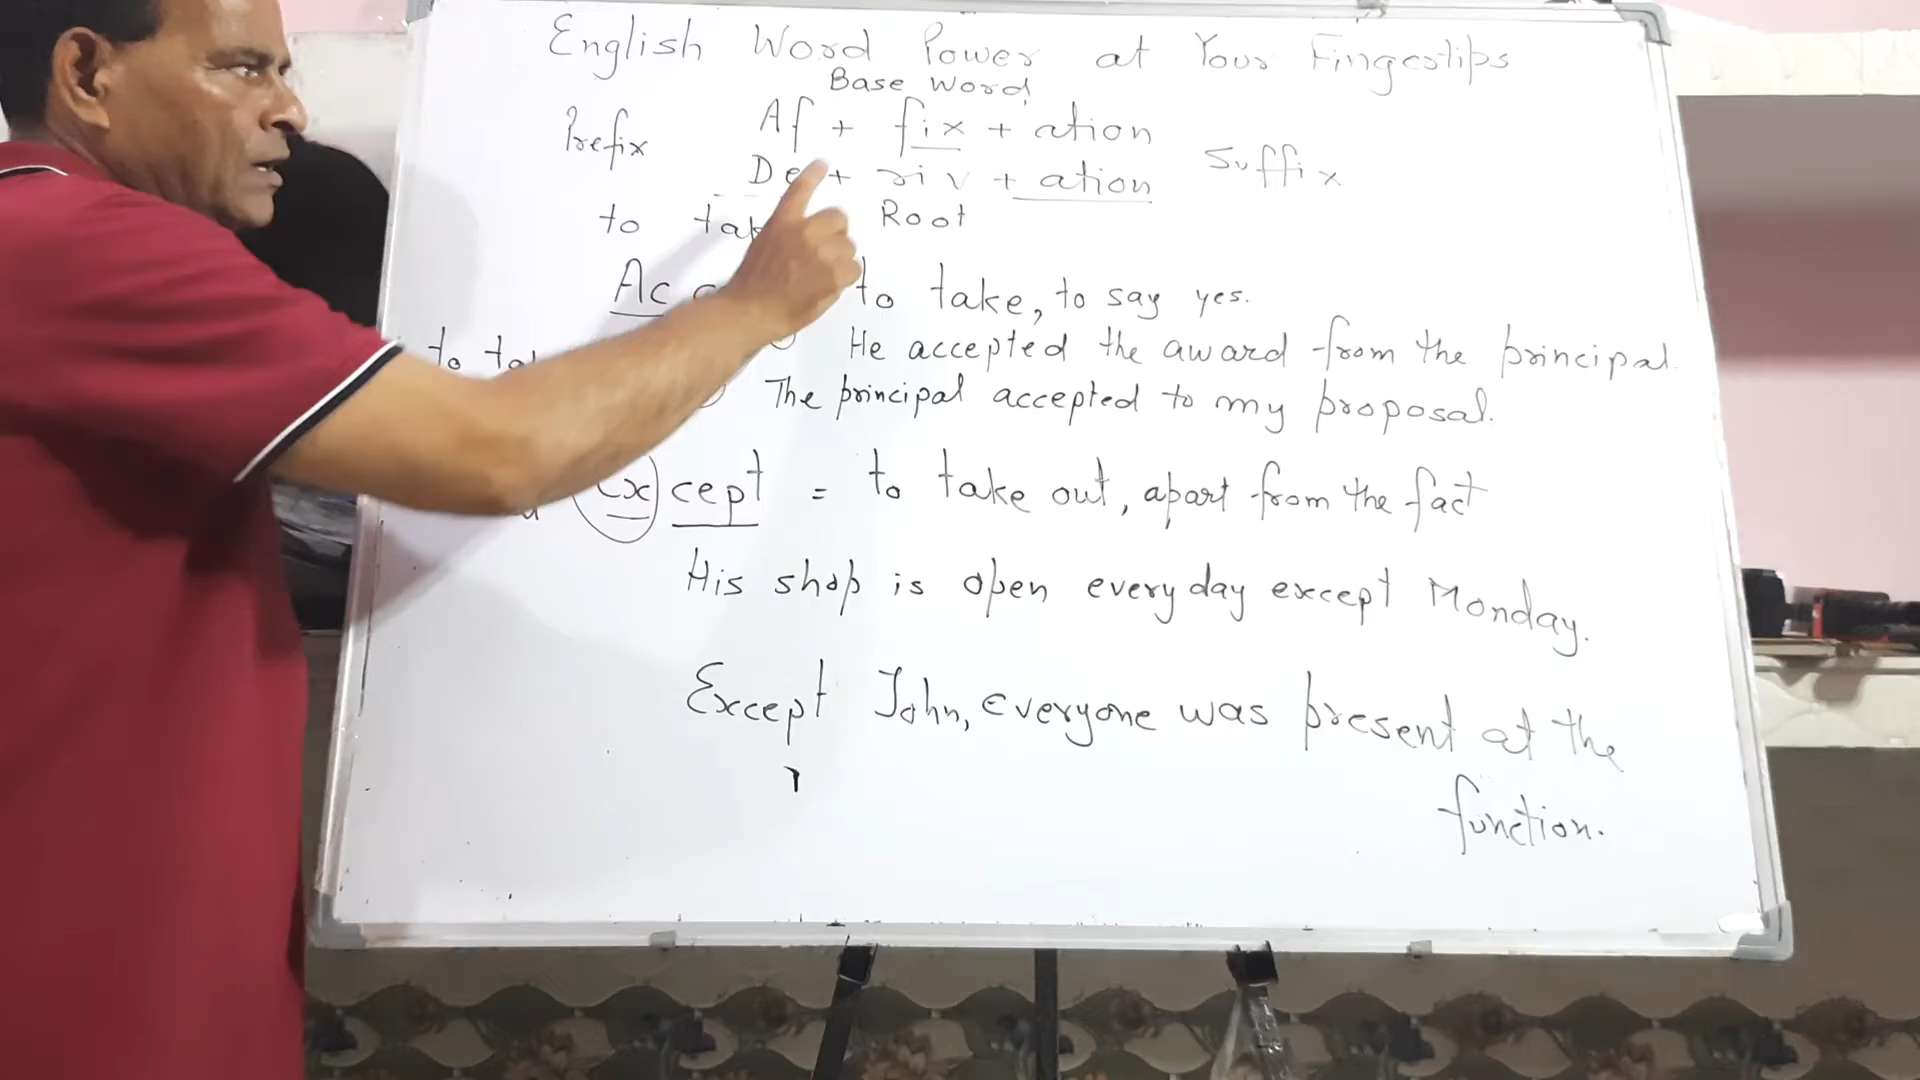 English Word Power at Your Fingertips
Base Word
Prefix Af + fix + ation Suffix
De + riv + ation
to Root
Ac to take, to say yes.
to He accepted the award from the principal.
The principal accepted to my proposal.
cept = to take out, apart from the fact
His shop is open everyday except Monday.
Except John, everyone was present at the
function.